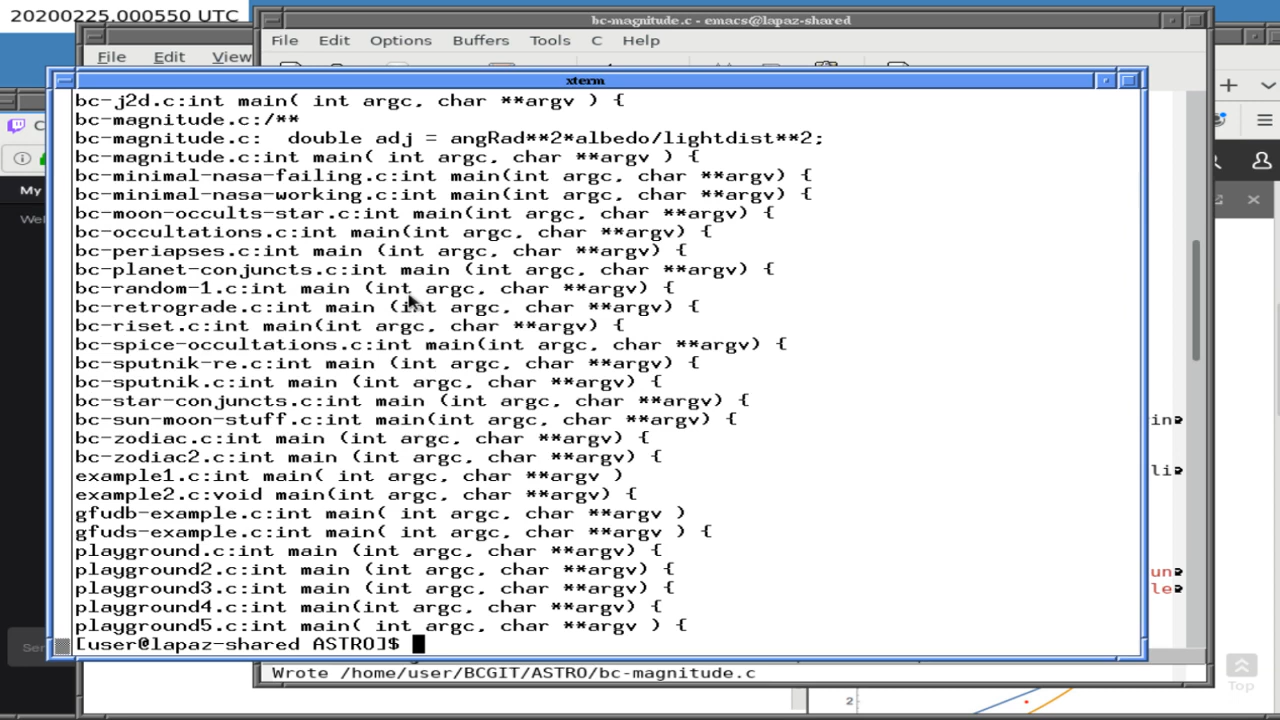 20200225.000550 UTC
bc-magnitude.c - emacs@lapaz-shared
File Edit Options Buffers Tools C Help
File Edit View
xterm
bc-j2d.c:int main( int argc, char **argv ) {
bc-magnitude.c:/**
bc-magnitude.c:  double adj = angRad**2*albedo/lightdist**2;
bc-magnitude.c:int main( int argc, char **argv ) {
bc-minimal-nasa-failing.c:int main(int argc, char **argv) {
bc-minimal-nasa-working.c:int main(int argc, char **argv) {
bc-moon-occults-star.c:int main(int argc, char **argv) {
bc-occultations.c:int main(int argc, char **argv) {
bc-periapses.c:int main (int argc, char **argv) {
bc-planet-conjuncts.c:int main (int argc, char **argv) {
bc-random-1.c:int main (int argc, char **argv) {
bc-retrograde.c:int main (int argc, char **argv) {
bc-riset.c:int main(int argc, char **argv) {
bc-spice-occultations.c:int main(int argc, char **argv) {
bc-sputnik-re.c:int main (int argc, char **argv) {
bc-sputnik.c:int main (int argc, char **argv) {
bc-star-conjuncts.c:int main (int argc, char **argv) {
bc-sun-moon-stuff.c:int main(int argc, char **argv) {
bc-zodiac.c:int main (int argc, char **argv) {
bc-zodiac2.c:int main (int argc, char **argv) {
example1.c:int main( int argc, char **argv )
example2.c:void main(int argc, char **argv) {
gfudb-example.c:int main( int argc, char **argv )
gfuds-example.c:int main( int argc, char **argv ) {
playground.c:int main (int argc, char **argv) {
playground2.c:int main (int argc, char **argv) {
playground3.c:int main (int argc, char **argv) {
playground4.c:int main(int argc, char **argv) {
playground5.c:int main( int argc, char **argv ) {
[user@lapaz-shared ASTRO]$
Wrote /home/user/BCGIT/ASTRO/bc-magnitude.c
My
Top
2